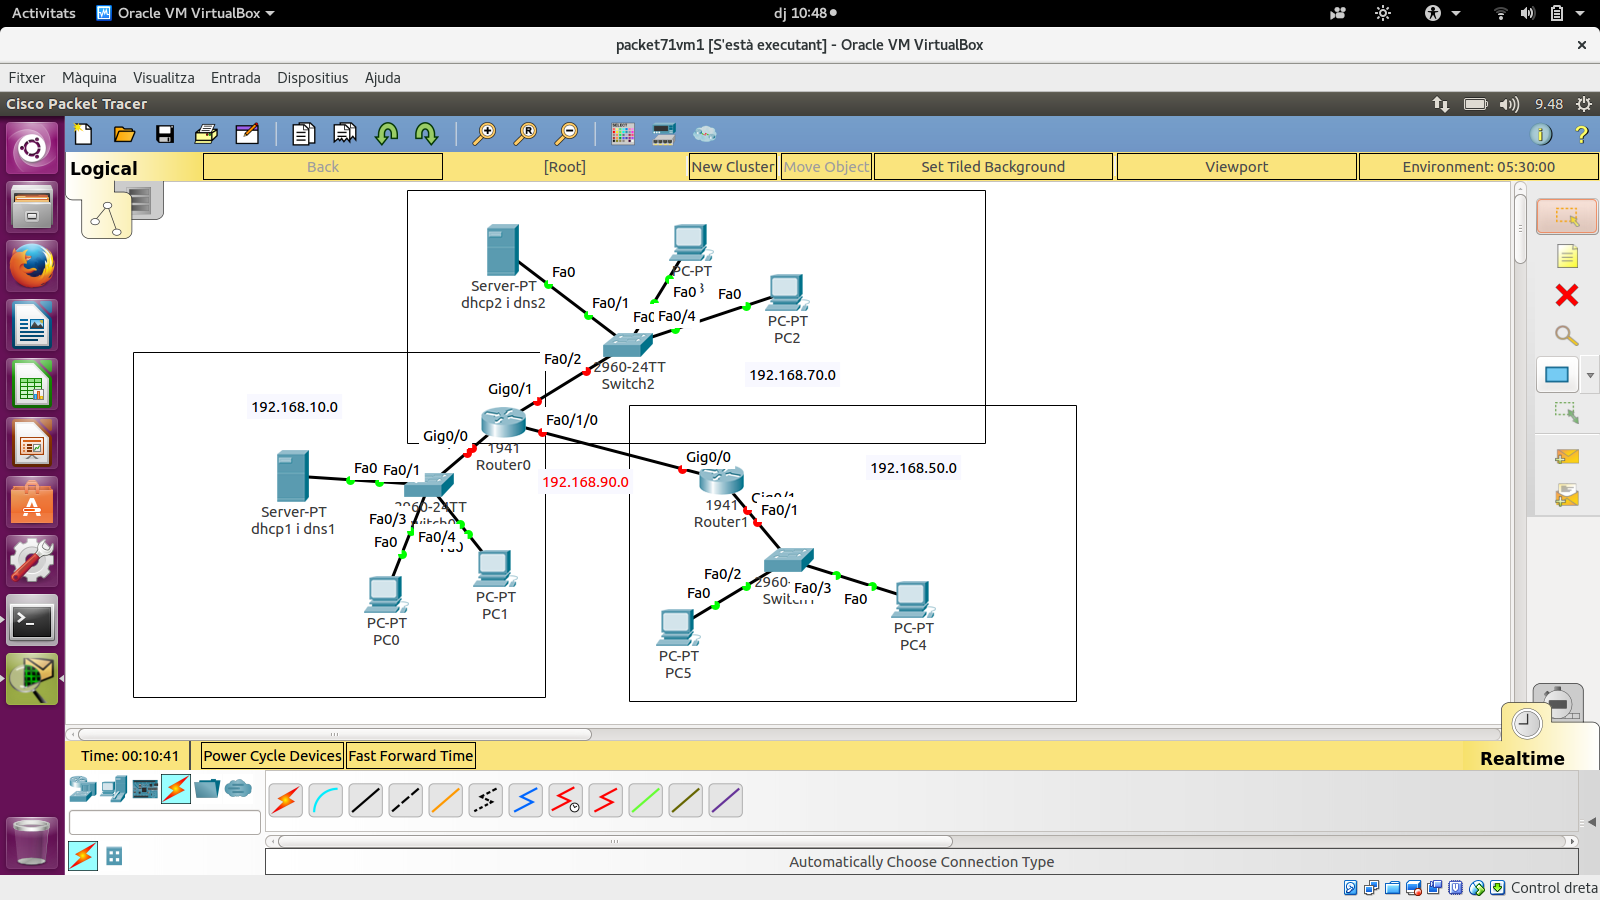 Activitats
Oracle VM VirtualBox
dj 10:48
packet71vm1 [S'està executant] - Oracle VM VirtualBox
Fitxer Màquina Visualitza Entrada Dispositius Ajuda
Cisco Packet Tracer
9.48
Logical
Back
[Root]
New Cluster
Move Object
Set Tiled Background
Viewport
Environment: 05:30:00
Server-PT
dhcp2 i dns2
Fa0
Fa0/1
PC-PT
Fa0
Fa0/4
Fa0
PC-PT
PC2
Fa0/2
2960-24TT
Switch2
192.168.70.0
Gig0/1
192.168.10.0
Gig0/0
Fa0/1/0
1941
Router0
192.168.90.0
Gig0/0
192.168.50.0
1941
Router1
Fa0/1
Fa0
Fa0/1
Server-PT
dhcp1 i dns1
Fa0/3
Fa0
Fa0/4
PC-PT
PC0
PC-PT
PC1
Fa0/2
Fa0
Fa0/3
Fa0
PC-PT
PC5
PC-PT
PC4
Time: 00:10:41
Power Cycle Devices
Fast Forward Time
Realtime
Automatically Choose Connection Type
Control dreta